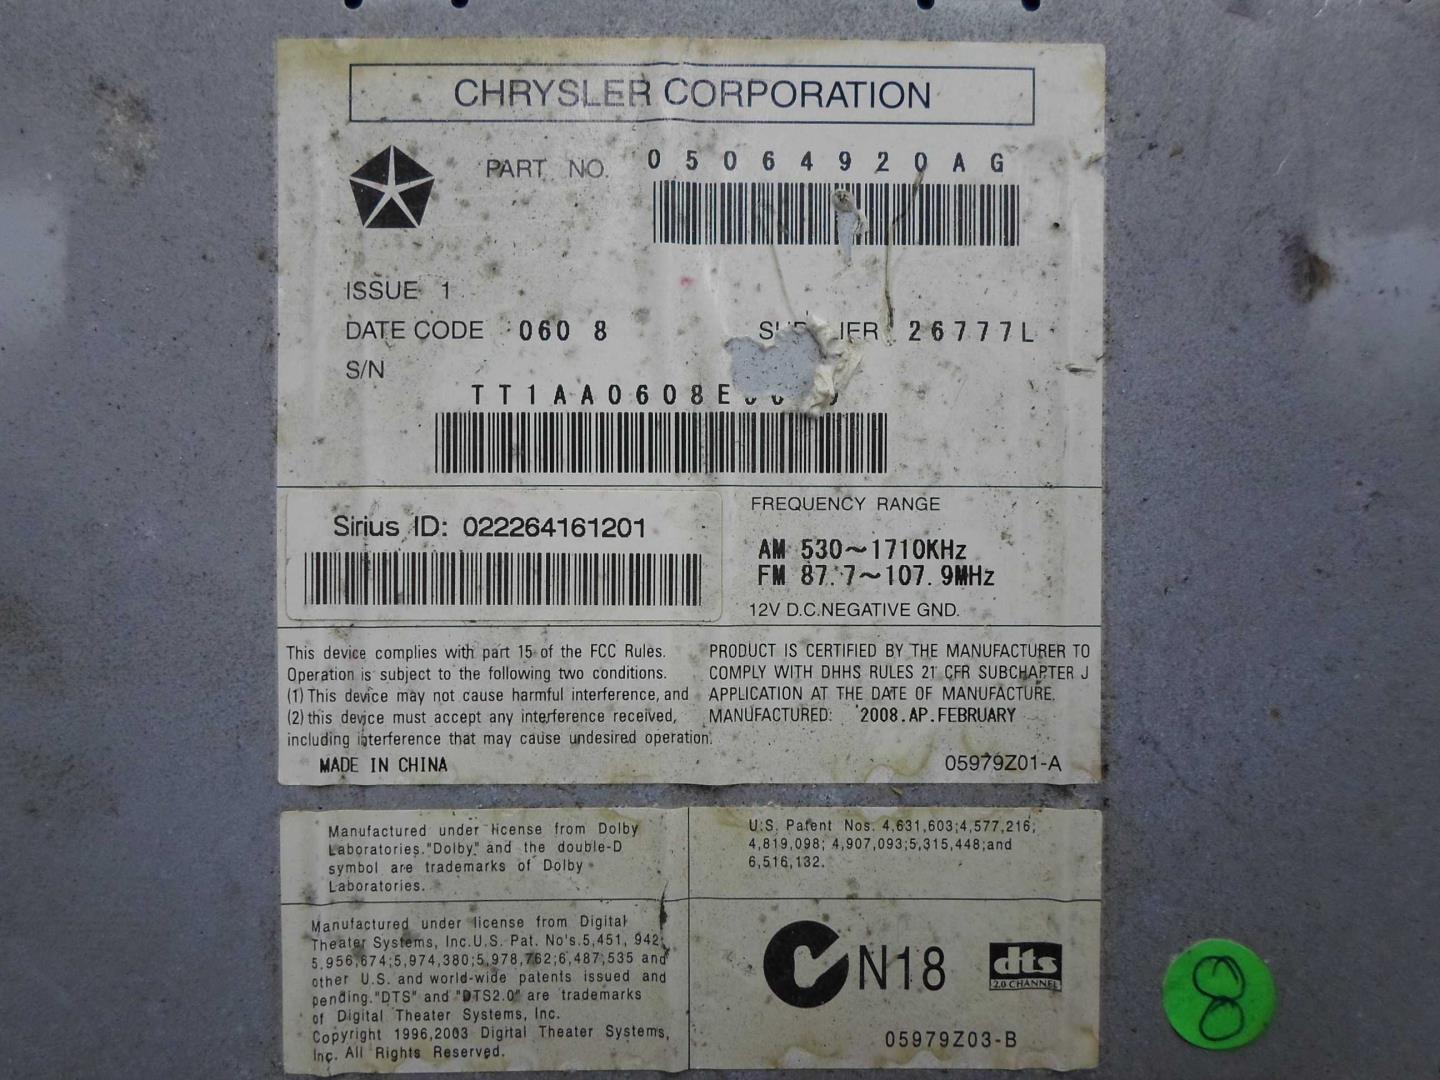 CHRYSLER CORPORATION
PART NO. 05064920AG
ISSUE 1
DATE CODE 060 8
26777L
S/N
Sirius ID: 022264161201
FREQUENCY RANGE
AM 530~1710KHz
FM 87.7~107.9MHz
12V D.C.NEGATIVE GND.
This device complies with part 15 of the FCC Rules.
Operation is subject to the following two conditions.
(1) This device may not cause harmful interference, and
(2) this device must accept any interference received,
including interference that may cause undesired operation.
MADE IN CHINA
PRODUCT IS CERTIFIED BY THE MANUFACTURER TO
COMPLY WITH DHHS RULES 21 CFR SUBCHAPTER J
APPLICATION AT THE DATE OF MANUFACTURE.
MANUFACTURED: 2008.AP.FEBRUARY
05979Z01-A
Manufactured under license from Dolby
Laboratories."Dolby" and the double-D
symbol are trademarks of Dolby
Laboratories.
U.S. Patent Nos. 4,631,603;4,577,216;
4,819,098; 4,907,093;5,315,448;and
6,516,132.
Manufactured under license from Digital
Theater Systems, Inc.U.S. Pat. No's.5,451, 942;
5,956,674;5,974,380;5,978,762;6,487,535 and
other U.S. and world-wide patents issued and
pending."DTS" and "DTS2.0" are trademarks
of Digital Theater Systems, Inc.
Copyright 1996,2003 Digital Theater Systems,
Inc. All Rights Reserved.
N18
dts
2.0 CHANNEL
05979Z03-B
8